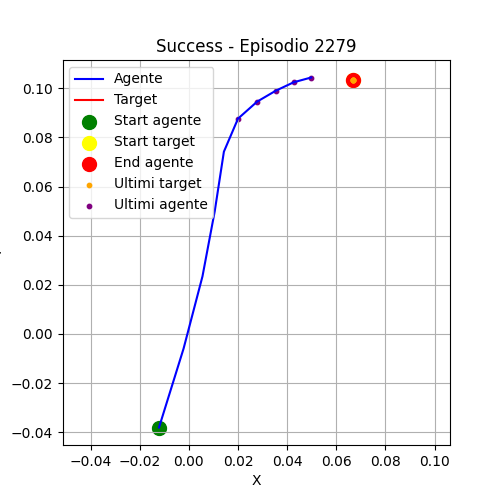 Success - Episodio 2279
Agente
Target
Start agente
Start target
End agente
Ultimi target
Ultimi agente
0.10
0.08
0.06
0.04
0.02
0.00
−0.02
−0.04
−0.04
−0.02
0.00
0.02
0.04
0.06
0.08
0.10
X